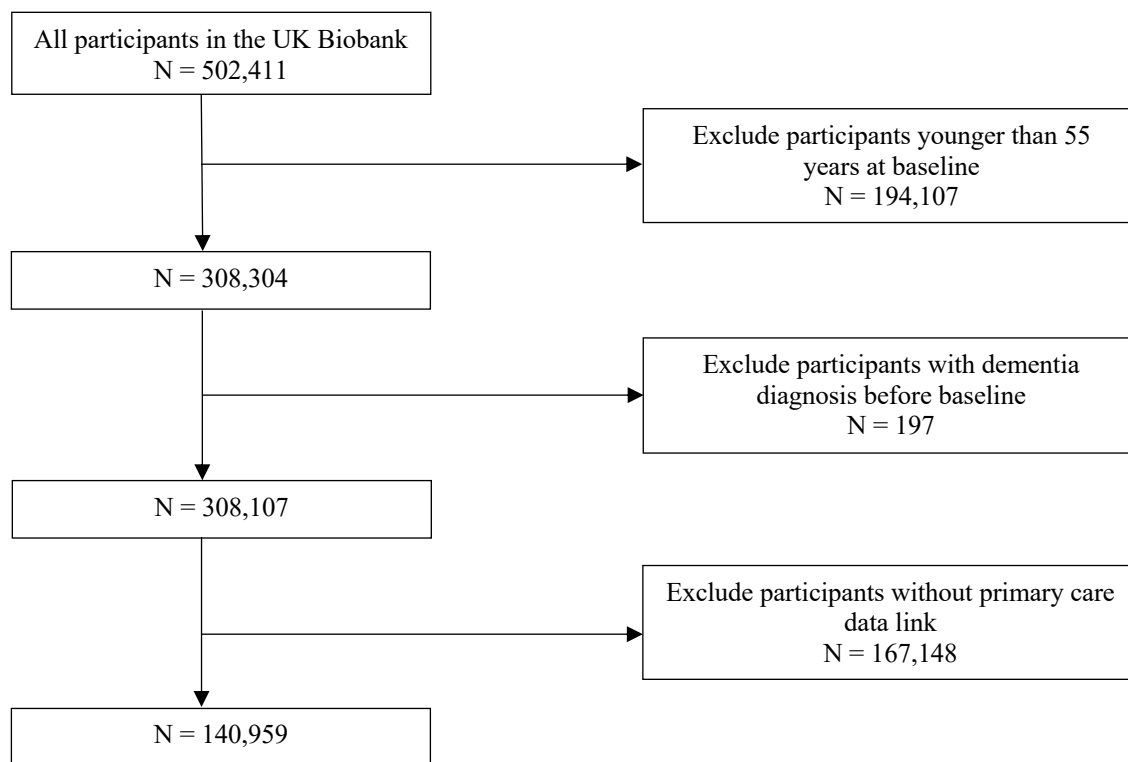 All participants in the UK Biobank
N = 502,411
Exclude participants younger than 55
years at baseline
N = 194,107
N = 308,304
Exclude participants with dementia
diagnosis before baseline
N = 197
N = 308,107
Exclude participants without primary care
data link
N = 167,148
N = 140,959